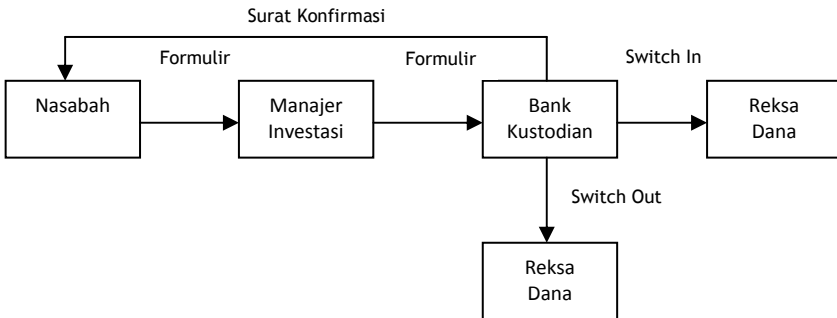 Surat Konfirmasi
Formulir
Formulir
Switch In
Nasabah
Manajer
Investasi
Bank
Kustodian
Reksa
Dana
Switch Out
Reksa
Dana